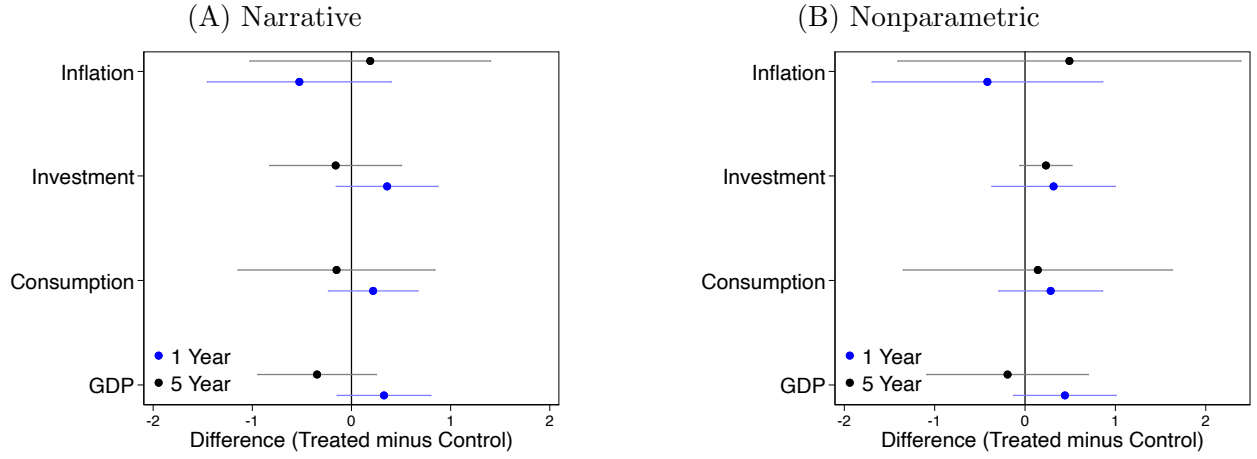 (A) Narrative
Inflation
Investment
Consumption
GDP
1 Year
5 Year
-2 -1 0 1 2
Difference (Treated minus Control)
(B) Nonparametric
Inflation
Investment
Consumption
GDP
1 Year
5 Year
-2 -1 0 1 2
Difference (Treated minus Control)